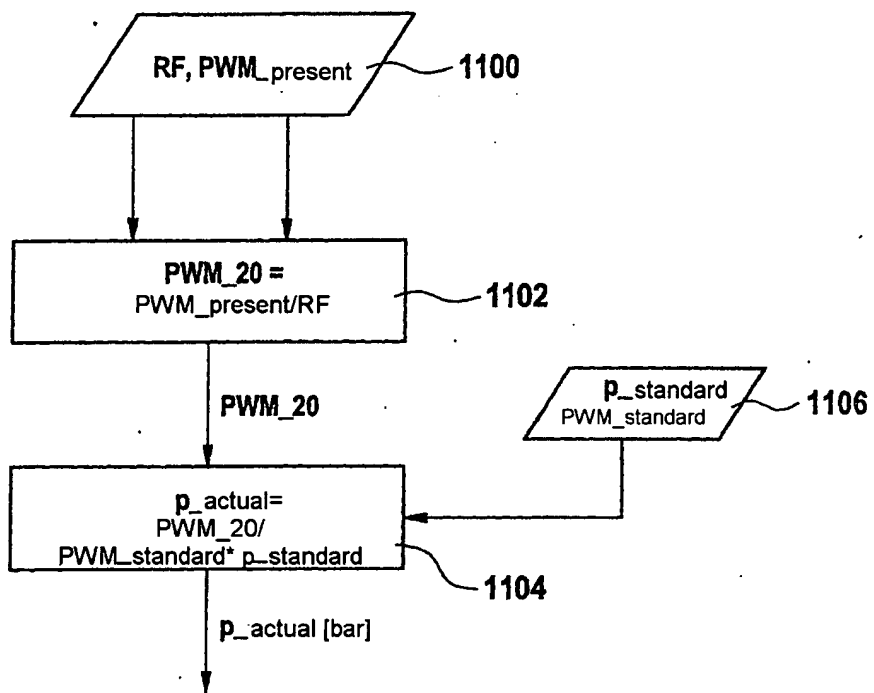 RF, PWM_present
1100
PWM_20 =
PWM_present/RF
1102
PWM_20
p_standard
PWM_standard
1106
p_actual=
PWM_20/
PWM_standard* p_standard
1104
p_actual [bar]